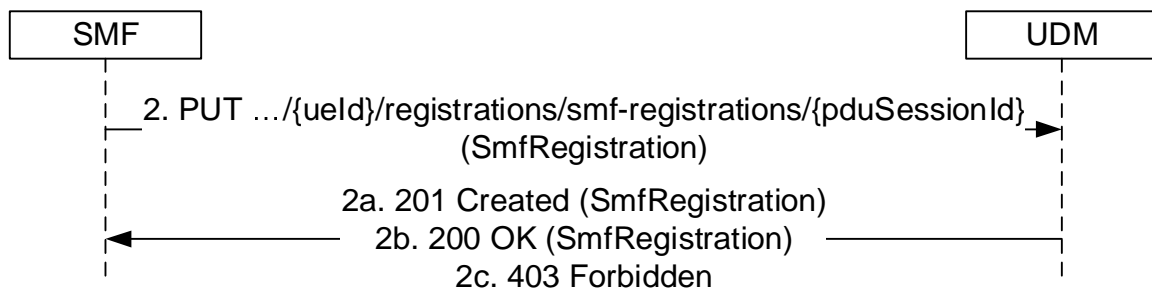 SMF
UDM
2. PUT …/{ueId}/registrations/smf-registrations/{pduSessionId}
(SmfRegistration)
2a. 201 Created (SmfRegistration)
2b. 200 OK (SmfRegistration)
2c. 403 Forbidden